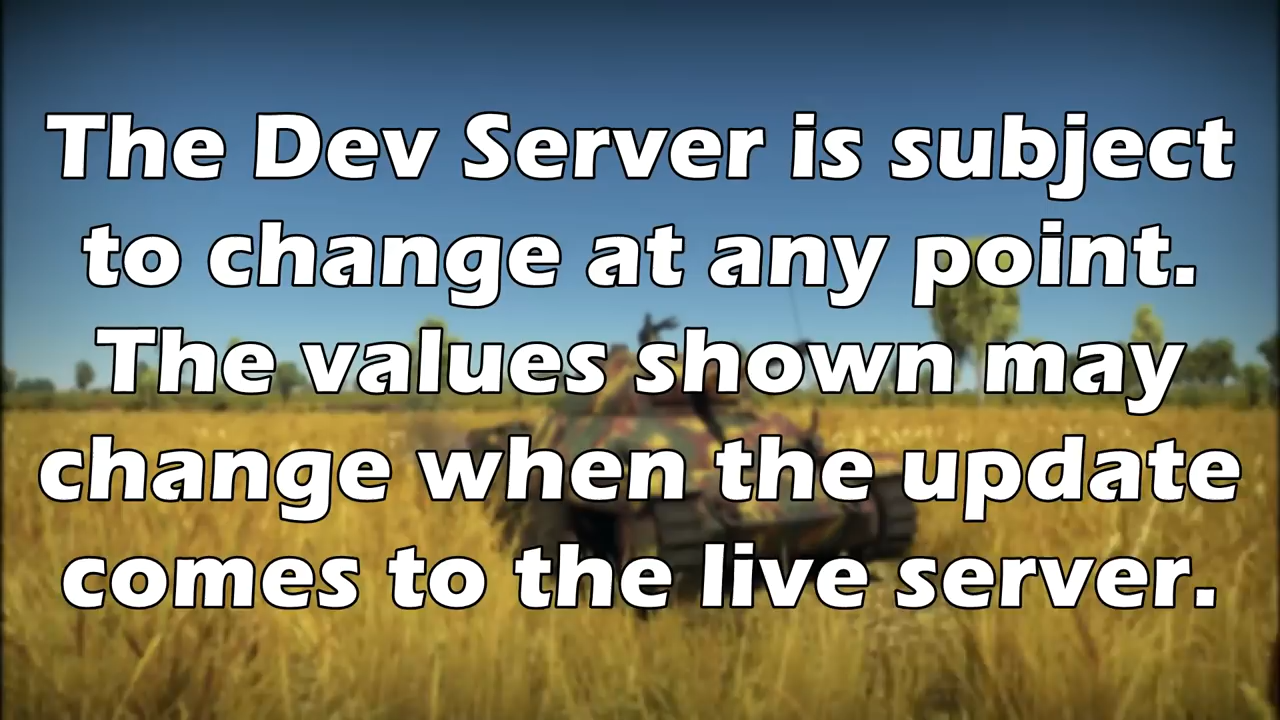 The Dev Server is subject
to change at any point.
The values shown may
change when the update
comes to the live server.